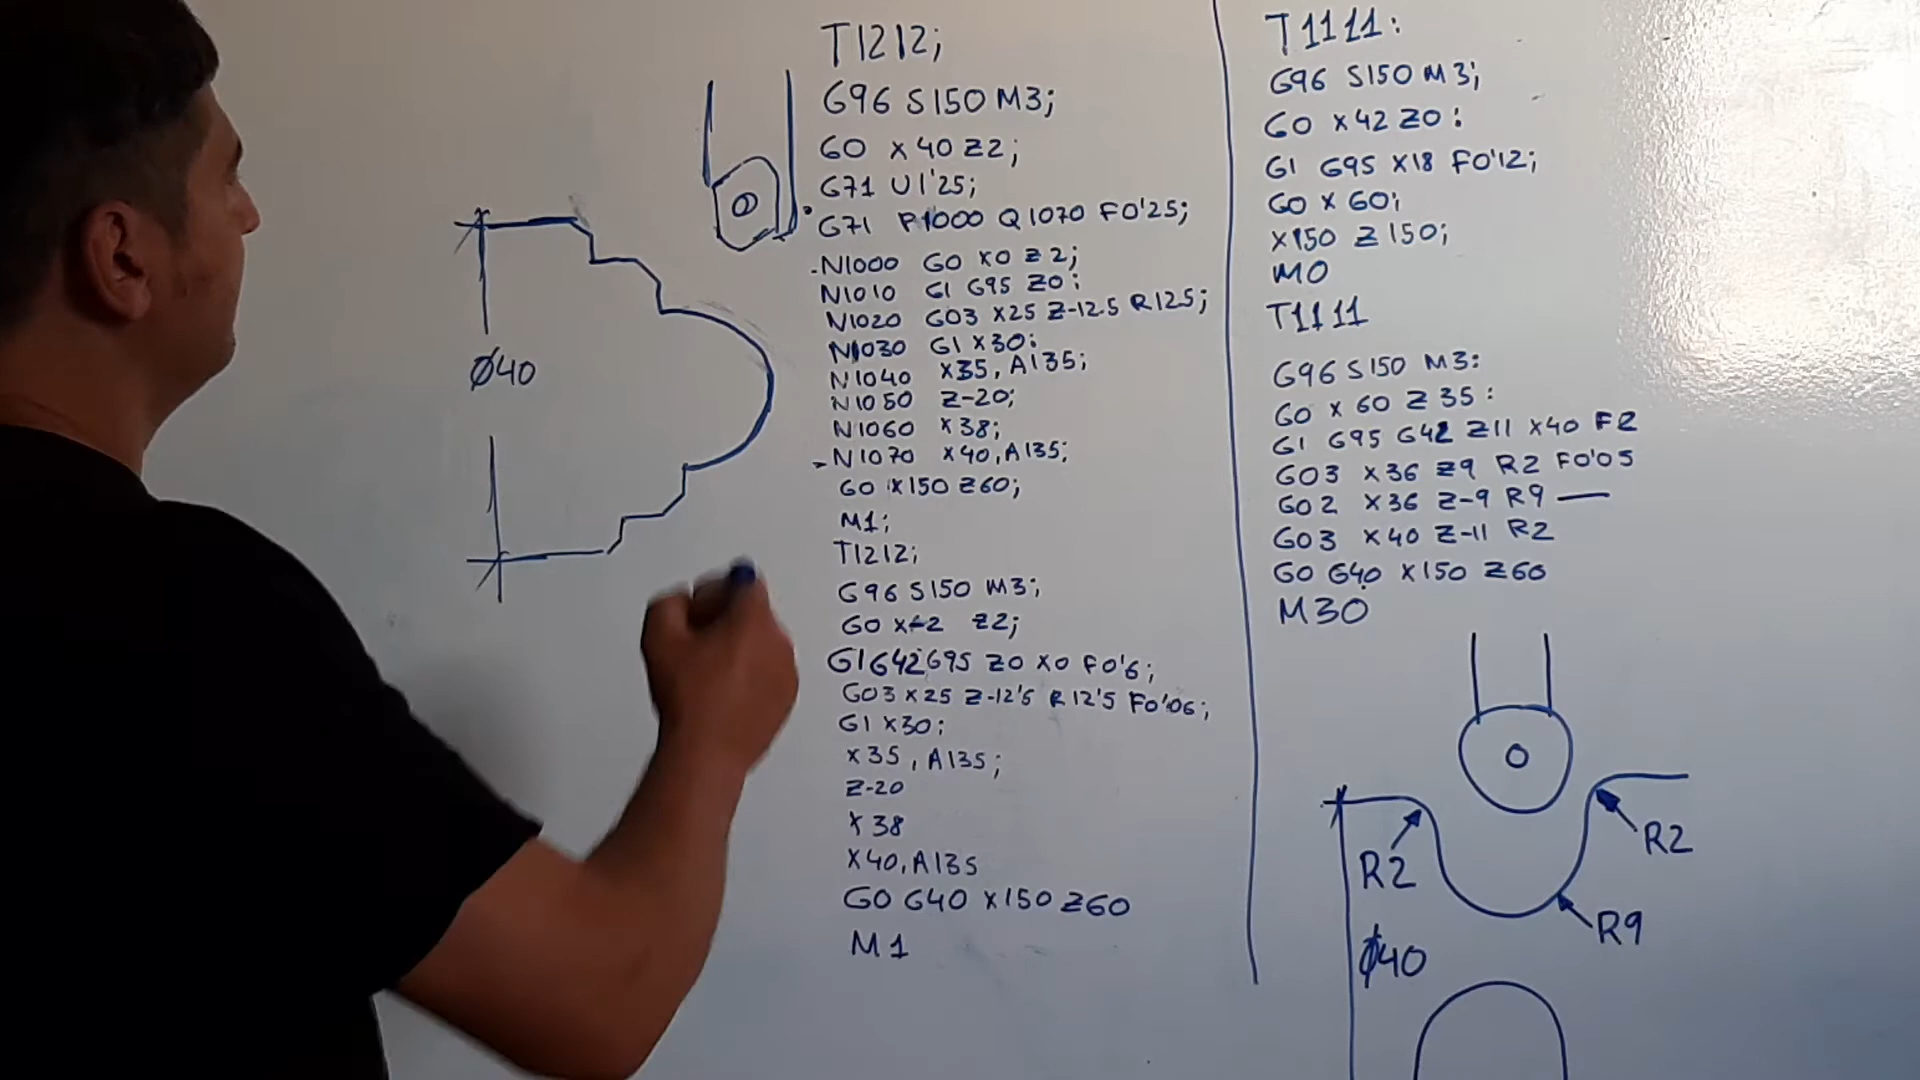 T1212;
G96 S150 M3;
G0 X40 Z2;
G71 U1'25;
G71 P1000 Q1070 F0'25;
N1000 G0 X0 Z2;
N1010 G1 G95 Z0;
N1020 G03 X25 Z-12.5 R12.5;
N1030 G1 X30;
N1040 X35, A135;
N1050 Z-20;
N1060 X38;
N1070 X40, A135;
G0 X150 Z60;
M1;
T1212;
G96 S150 M3;
G0 X-2 Z2;
G1 G42 G95 Z0 X0 F0'6;
G03 X25 Z-12'5 R12'5 F0'06;
G1 X30;
X35, A135;
Z-20
X38
X40, A135
G0 G40 X150 Z60
M1
T1111:
G96 S150 M3;
G0 X42 Z0:
G1 G95 X18 F0'12;
G0 X60;
X150 Z150;
M0
T1111
G96 S150 M3:
G0 X60 Z35:
G1 G95 G42 Z11 X40 F2
G03 X36 Z9 R2 F0'05
G02 X36 Z-9 R9 —
G03 X40 Z-11 R2
G0 G40 X150 Z60
M30
Ø40
R2
R2
R9
Ø40